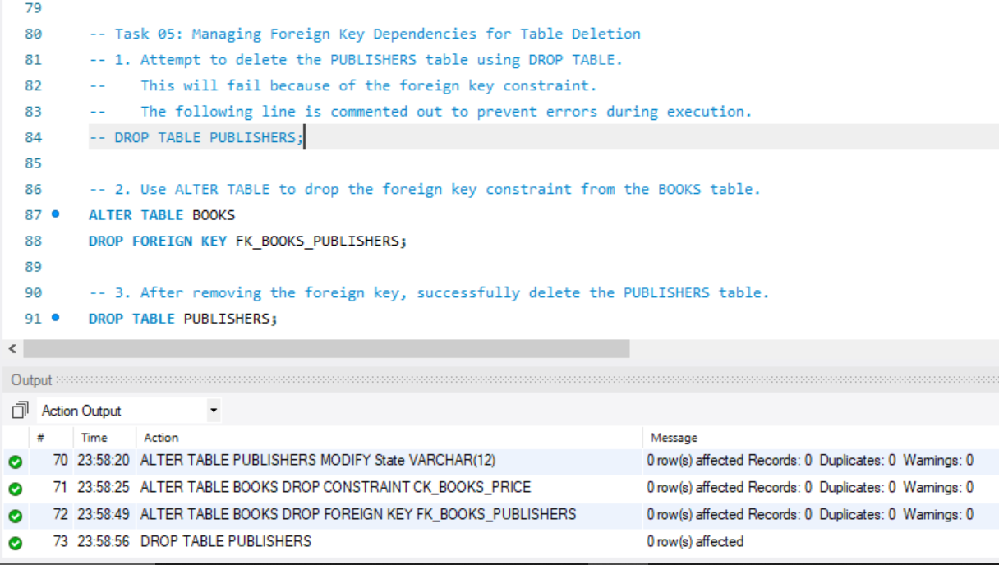 79
80 -- Task 05: Managing Foreign Key Dependencies for Table Deletion
81 -- 1. Attempt to delete the PUBLISHERS table using DROP TABLE.
82 --    This will fail because of the foreign key constraint.
83 --    The following line is commented out to prevent errors during execution.
84 -- DROP TABLE PUBLISHERS;
85
86 -- 2. Use ALTER TABLE to drop the foreign key constraint from the BOOKS table.
87 ALTER TABLE BOOKS
88 DROP FOREIGN KEY FK_BOOKS_PUBLISHERS;
89
90 -- 3. After removing the foreign key, successfully delete the PUBLISHERS table.
91 DROP TABLE PUBLISHERS;
Output
Action Output
# Time Action Message
70 23:58:20 ALTER TABLE PUBLISHERS MODIFY State VARCHAR(12) 0 row(s) affected Records: 0 Duplicates: 0 Warnings: 0
71 23:58:25 ALTER TABLE BOOKS DROP CONSTRAINT CK_BOOKS_PRICE 0 row(s) affected Records: 0 Duplicates: 0 Warnings: 0
72 23:58:49 ALTER TABLE BOOKS DROP FOREIGN KEY FK_BOOKS_PUBLISHERS 0 row(s) affected Records: 0 Duplicates: 0 Warnings: 0
73 23:58:56 DROP TABLE PUBLISHERS 0 row(s) affected